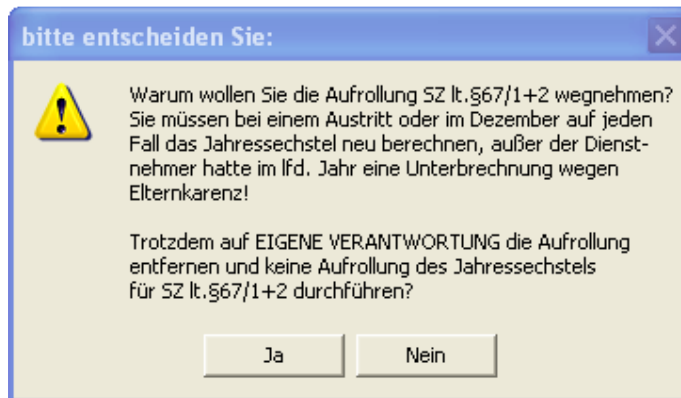 bitte entscheiden Sie:
Warum wollen Sie die Aufrollung SZ lt.§67/1+2 wegnehmen?
Sie müssen bei einem Austritt oder im Dezember auf jeden
Fall das Jahressechstel neu berechnen, außer der Dienst-
nehmer hatte im lfd. Jahr eine Unterbrechnung wegen
Elternkarenz!
Trotzdem auf EIGENE VERANTWORTUNG die Aufrollung
entfernen und keine Aufrollung des Jahressechstels
für SZ lt.§67/1+2 durchführen?
Ja
Nein